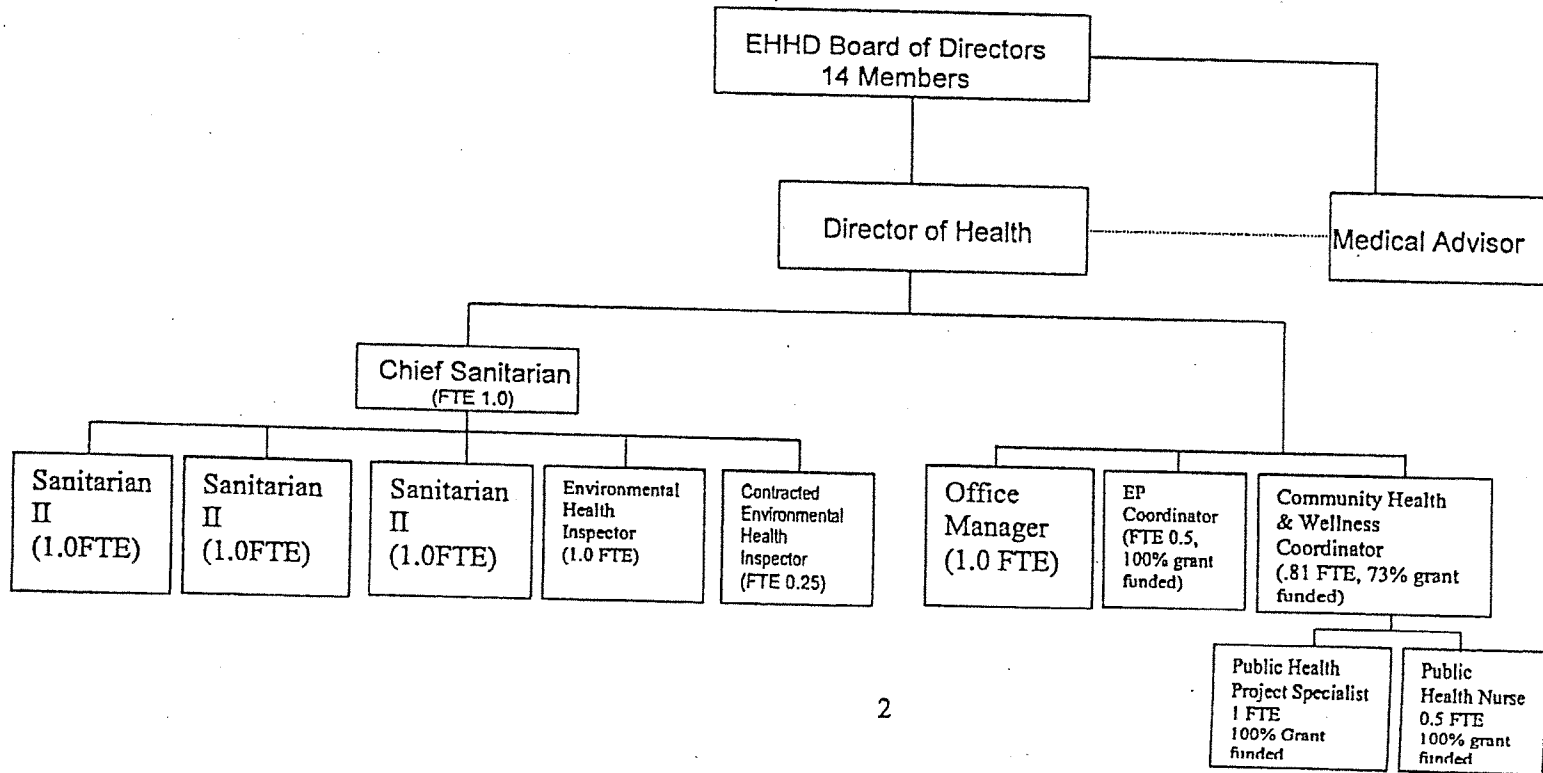 EHHD Board of Directors
14 Members
Director of Health
Medical Advisor
Chief Sanitarian
(FTE 1.0)
Sanitarian
II
(1.0FTE)
Sanitarian
II
(1.0FTE)
Sanitarian
II
(1.0FTE)
Environmental
Health
Inspector
(1.0 FTE)
Contracted
Environmental
Health
Inspector
(FTE 0.25)
Office
Manager
(1.0 FTE)
EP
Coordinator
(FTE 0.5,
100% grant
funded)
Community Health
& Wellness
Coordinator
(.81 FTE, 73% grant
funded)
Public Health
Project Specialist
1 FTE
100% Grant
funded
Public
Health Nurse
0.5 FTE
100% grant
funded
2